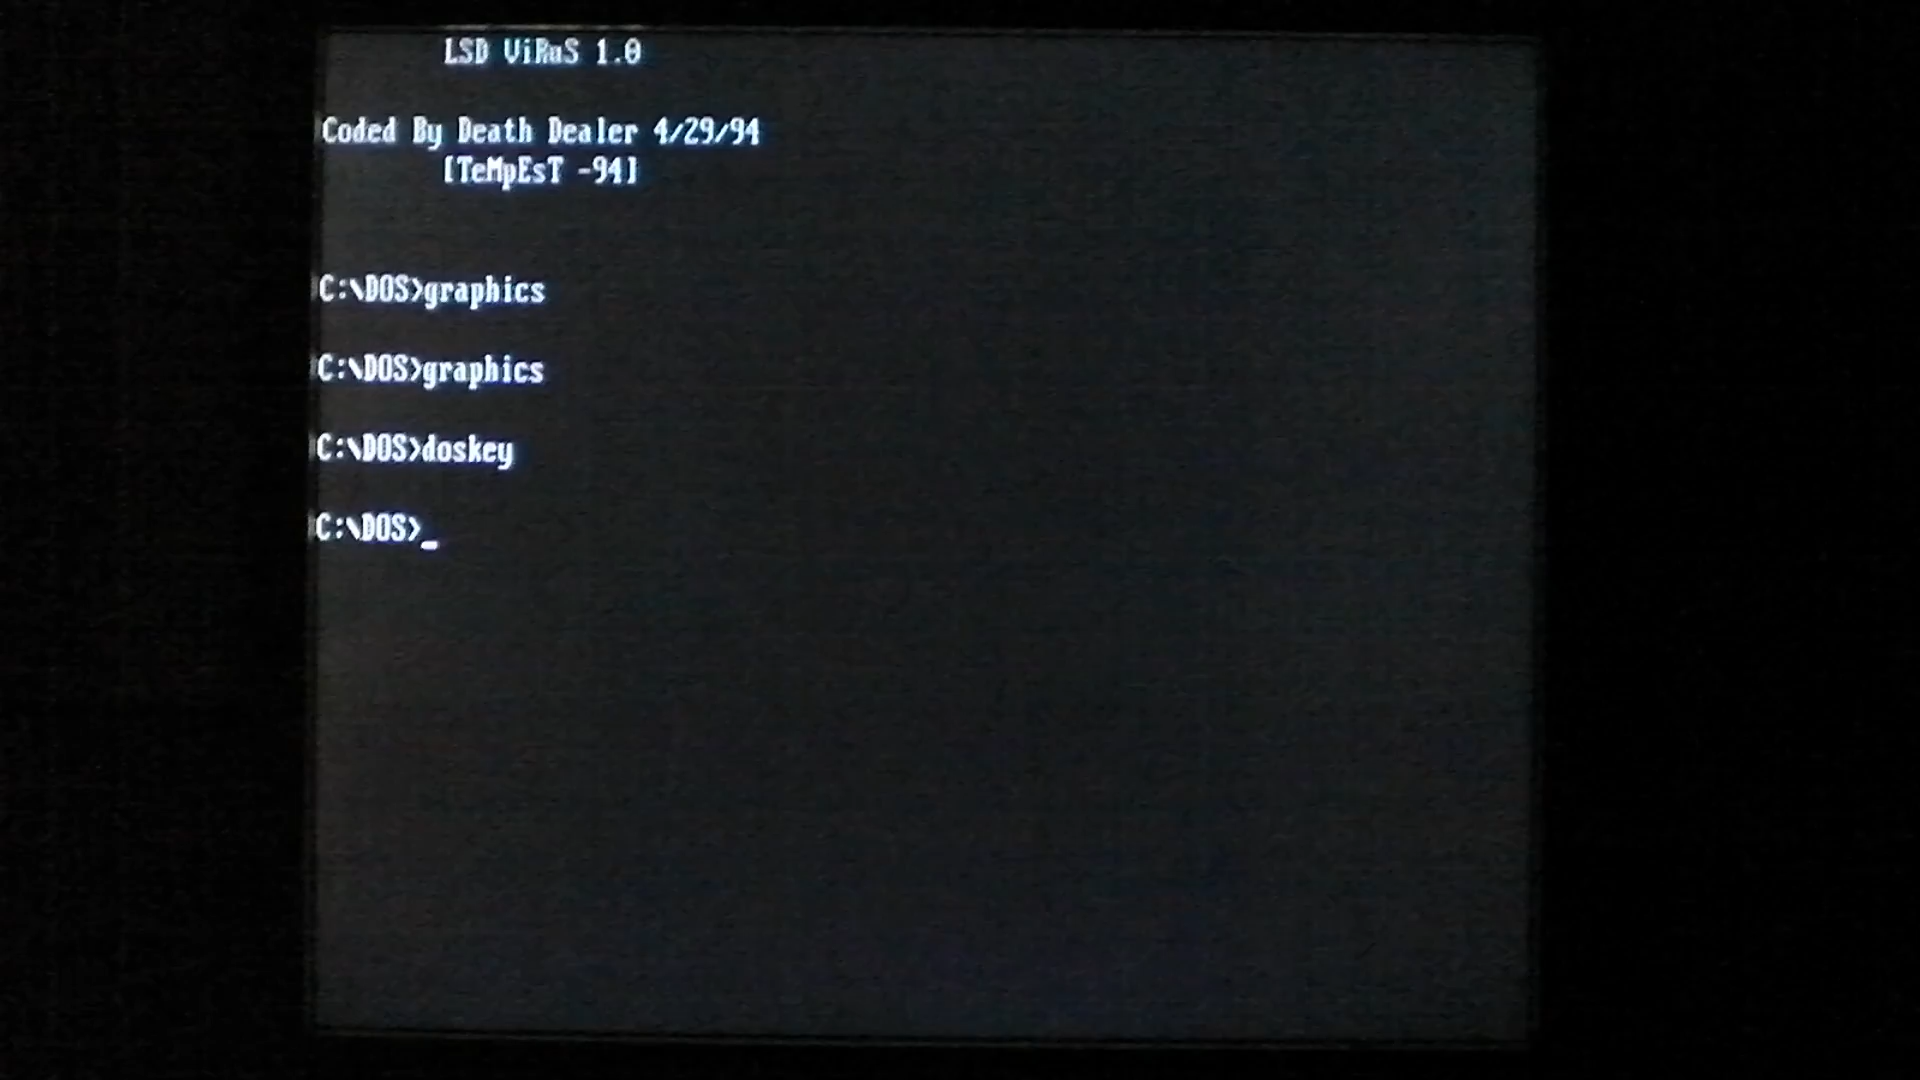 LSD ViRuS 1.0
Coded By Death Dealer 4/29/94
[TeMpEsT -94]
C:\DOS>graphics
C:\DOS>graphics
C:\DOS>doskey
C:\DOS>_